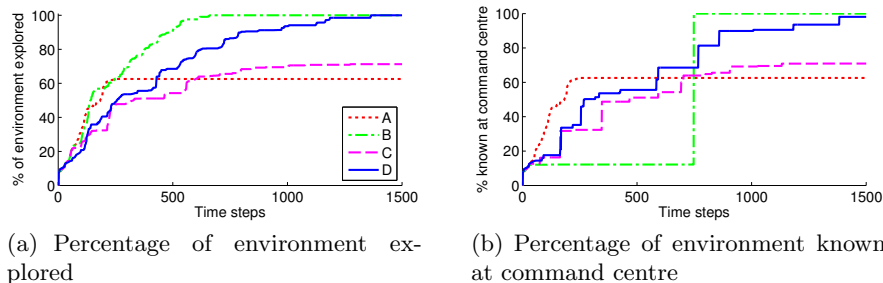 % of environment explored
100
80
60
40
20
0
0
500
1000
1500
Time steps
A
B
C
D
(a) Percentage of environment ex-
plored
% known at command centre
100
80
60
40
20
0
0
500
1000
1500
Time steps
(b) Percentage of environment known
at command centre